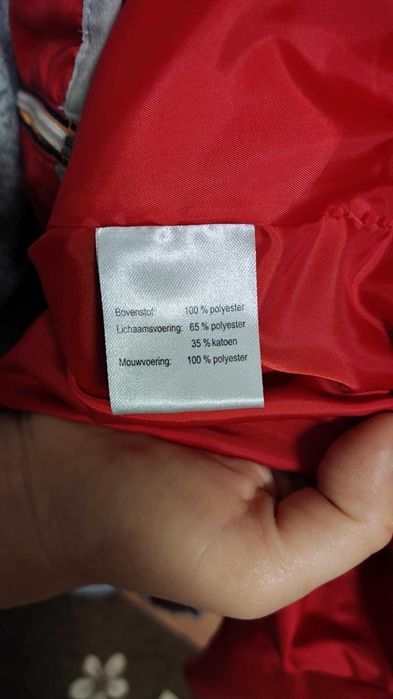 Bovenstof: 100 % polyester
Lichaamsvoering: 65 % polyester
35 % katoen
Mouwvoering: 100 % polyester